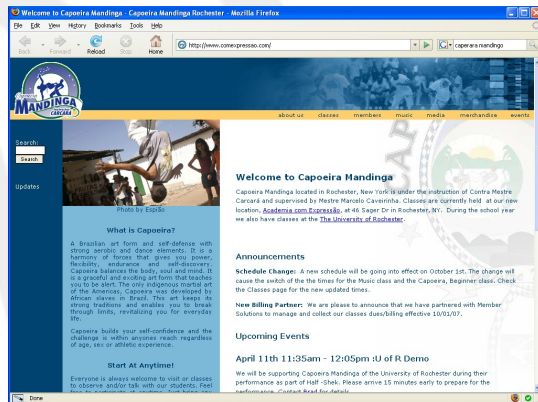 Welcome to Capoeira Mandinga - Capoeira Mandinga Rochester - Mozilla Firefox
File Edit View History Bookmarks Tools Help
Back Forward Reload Stop Home http://www.comexpressao.com/ caperara mandingo
Capoeira
MANDINGA
CARCARÁ
about us classes members music media merchandise events
Search:
Search
Updates
Photo by Espião
What is Capoeira?
A Brazilian art form and self-defense with
strong aerobic and dance elements. It is a
harmony of forces that gives you power,
flexibility, endurance and self-discovery.
Capoeira balances the body, soul and mind. It
is a graceful and exciting art form that teaches
you to be alert. The only indigenous martial art
of the Americas, Capoeira was developed by
African slaves in Brazil. This art keeps its
strong traditions and enables you to break
through limits, revitalizing you for everyday
life.
Capoeira builds your self-confidence and the
challenge is within anyones reach regardless
of age, sex or athletic experience.
Start At Anytime!
Everyone is always welcome to visit or classes
to observe and/or talk with our students. Feel
CAP
Welcome to Capoeira Mandinga
Capoeira Mandinga located in Rochester, New York is under the instruction of Contra Mestre
Carcará and supervised by Mestre Marcelo Caveirinha. Classes are currently held at our new
location, Academia com Expressão, at 46 Sager Dr in Rochester, NY. During the school year
we also have classes at the The University of Rochester.
Announcements
Schedule Change: A new schedule will be going into effect on October 1st. The change will
cause the switch of the the times for the Music class and the Capoeira, Beginner class. Check
the Classes page for the new updated times.
New Billing Partner: We are please to announce that we have partnered with Member
Solutions to manage and collect our classes dues/billing effective 10/01/07.
Upcoming Events
April 11th 11:35am - 12:05pm :U of R Demo
We will be supporting Capoeira Mandinga of the University of Rochester during their
performance as part of Half -Shek. Please arrive 15 minutes early to prepare for the
performance. Contact Brad for details.
Done